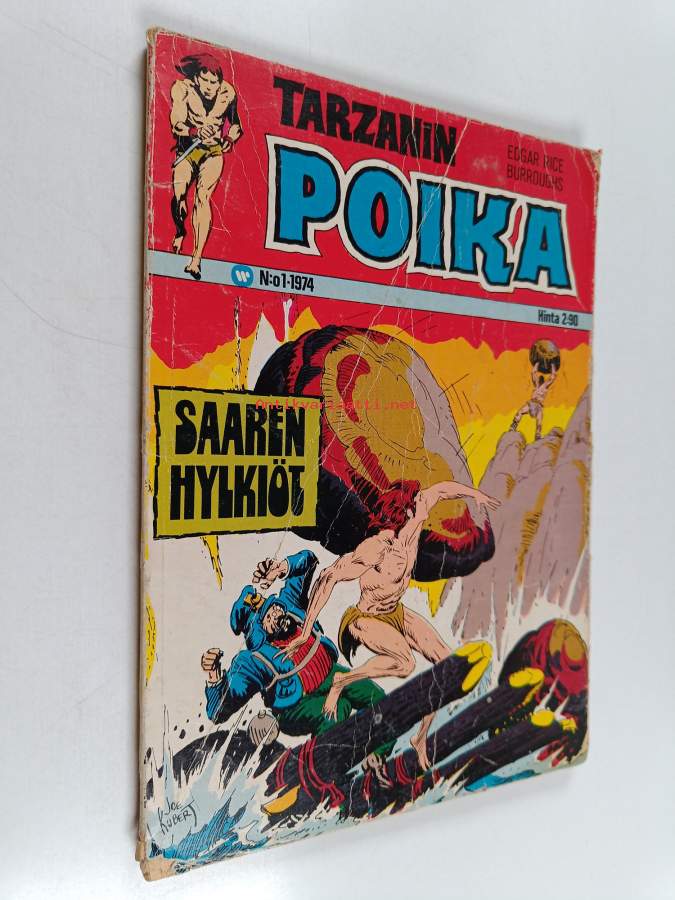 TARZANIN
EDGAR RICE
BURROUGHS
POIKA
W N:o 1-1974
Hinta 2:90
Antikvariaatti.net
SAAREN
HYLKIÖT
JOE
KUBERT